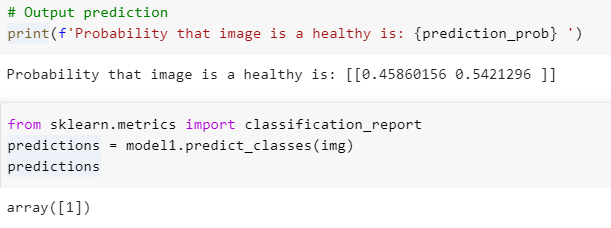 # Output prediction
print(f'Probability that image is a healthy is: {prediction_prob} ')
Probability that image is a healthy is: [[0.45860156 0.5421296 ]]
from sklearn.metrics import classification_report
predictions = model1.predict_classes(img)
predictions
array([1])